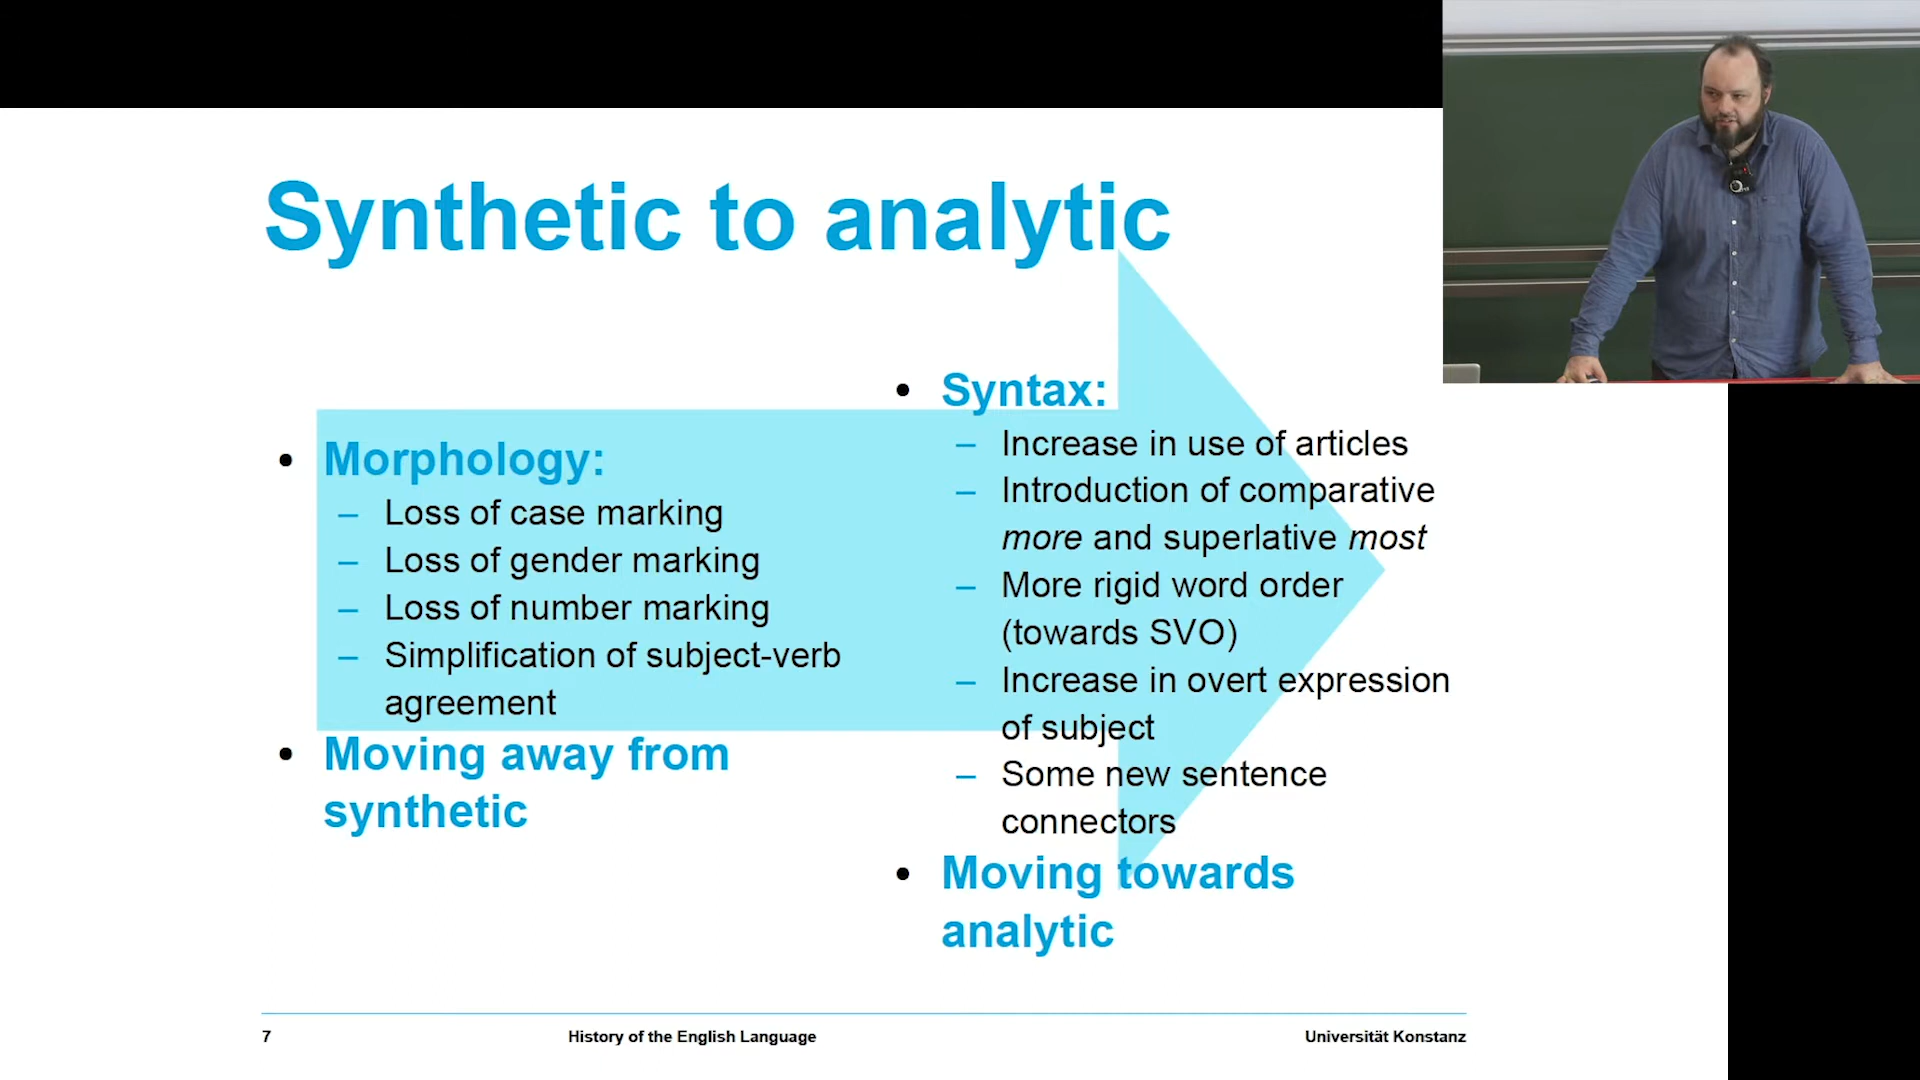 Synthetic to analytic
• Morphology:
– Loss of case marking
– Loss of gender marking
– Loss of number marking
– Simplification of subject-verb
agreement
• Moving away from
synthetic
• Syntax:
– Increase in use of articles
– Introduction of comparative
more and superlative most
– More rigid word order
(towards SVO)
– Increase in overt expression
of subject
– Some new sentence
connectors
• Moving towards
analytic
7 History of the English Language Universität Konstanz